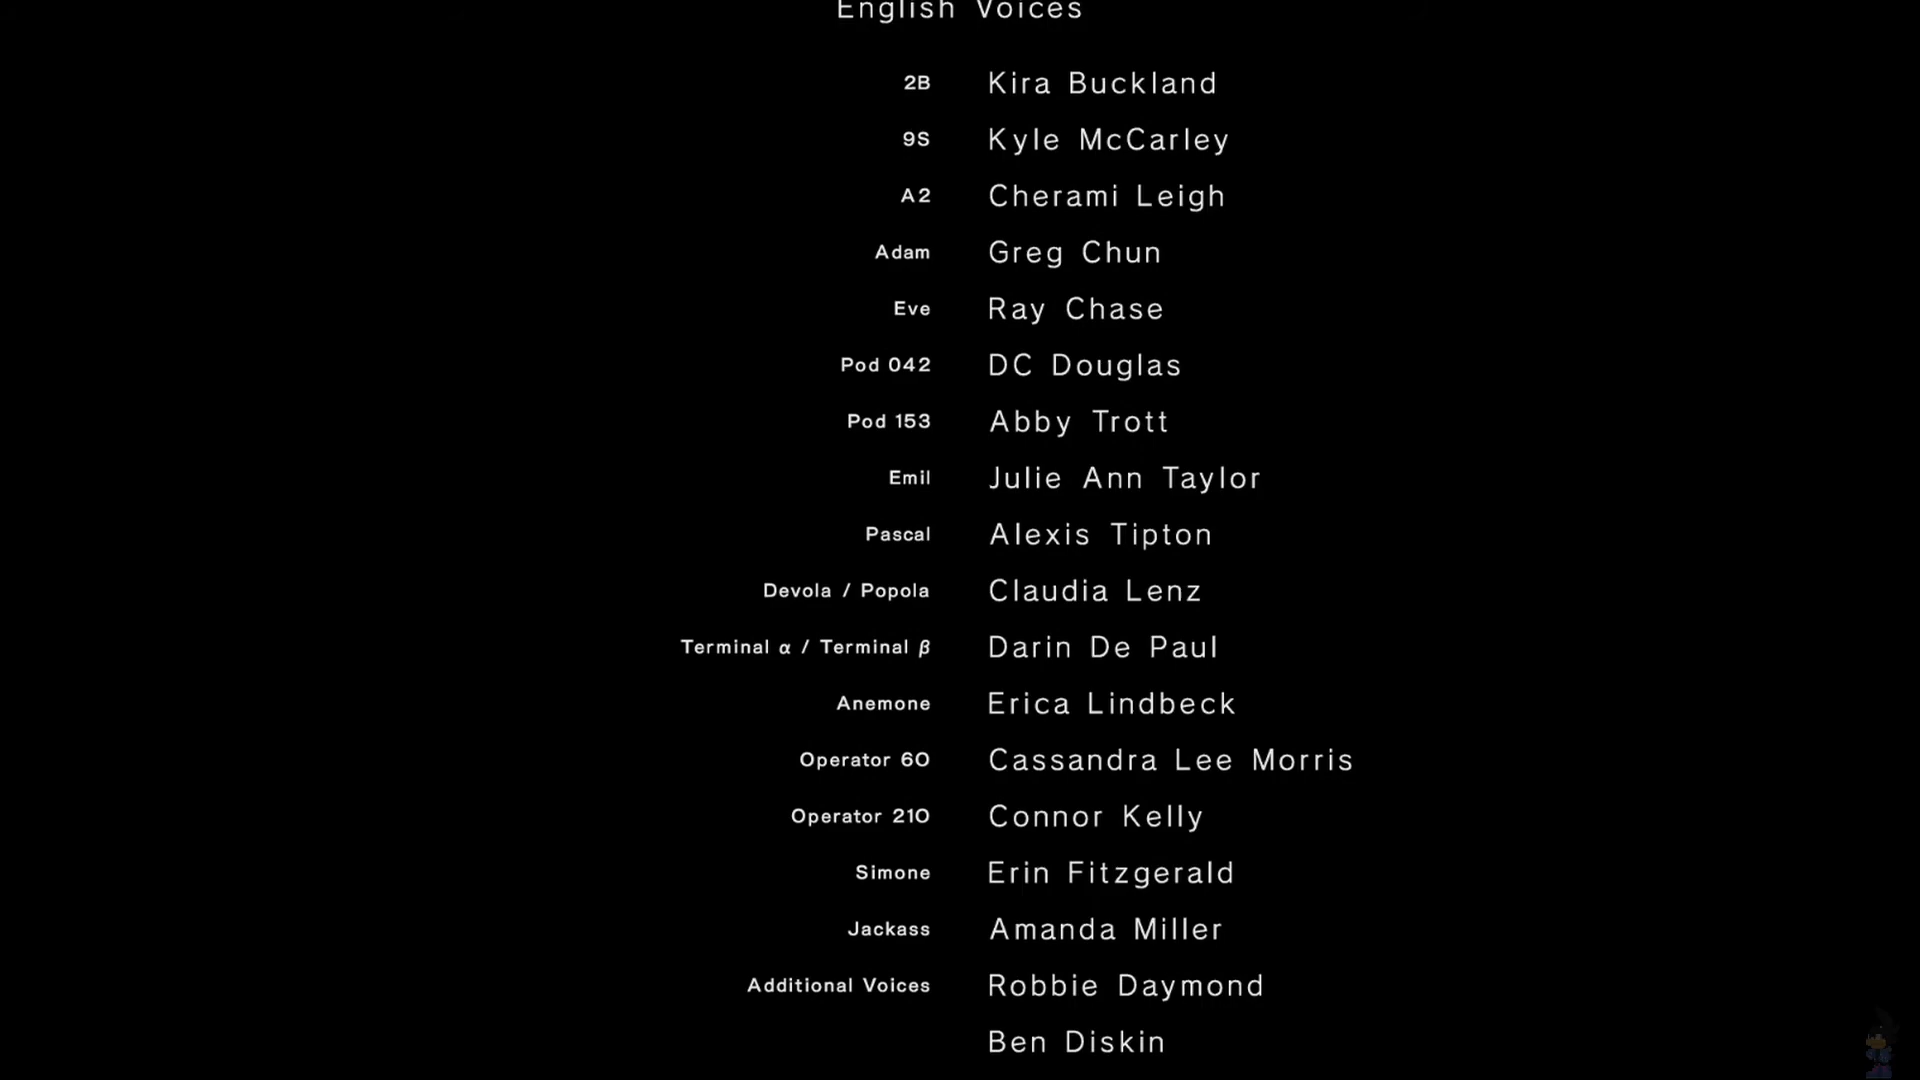 English Voices
2B Kira Buckland
9S Kyle McCarley
A2 Cherami Leigh
Adam Greg Chun
Eve Ray Chase
Pod 042 DC Douglas
Pod 153 Abby Trott
Emil Julie Ann Taylor
Pascal Alexis Tipton
Devola / Popola Claudia Lenz
Terminal α / Terminal β Darin De Paul
Anemone Erica Lindbeck
Operator 6O Cassandra Lee Morris
Operator 21O Connor Kelly
Simone Erin Fitzgerald
Jackass Amanda Miller
Additional Voices Robbie Daymond
Ben Diskin